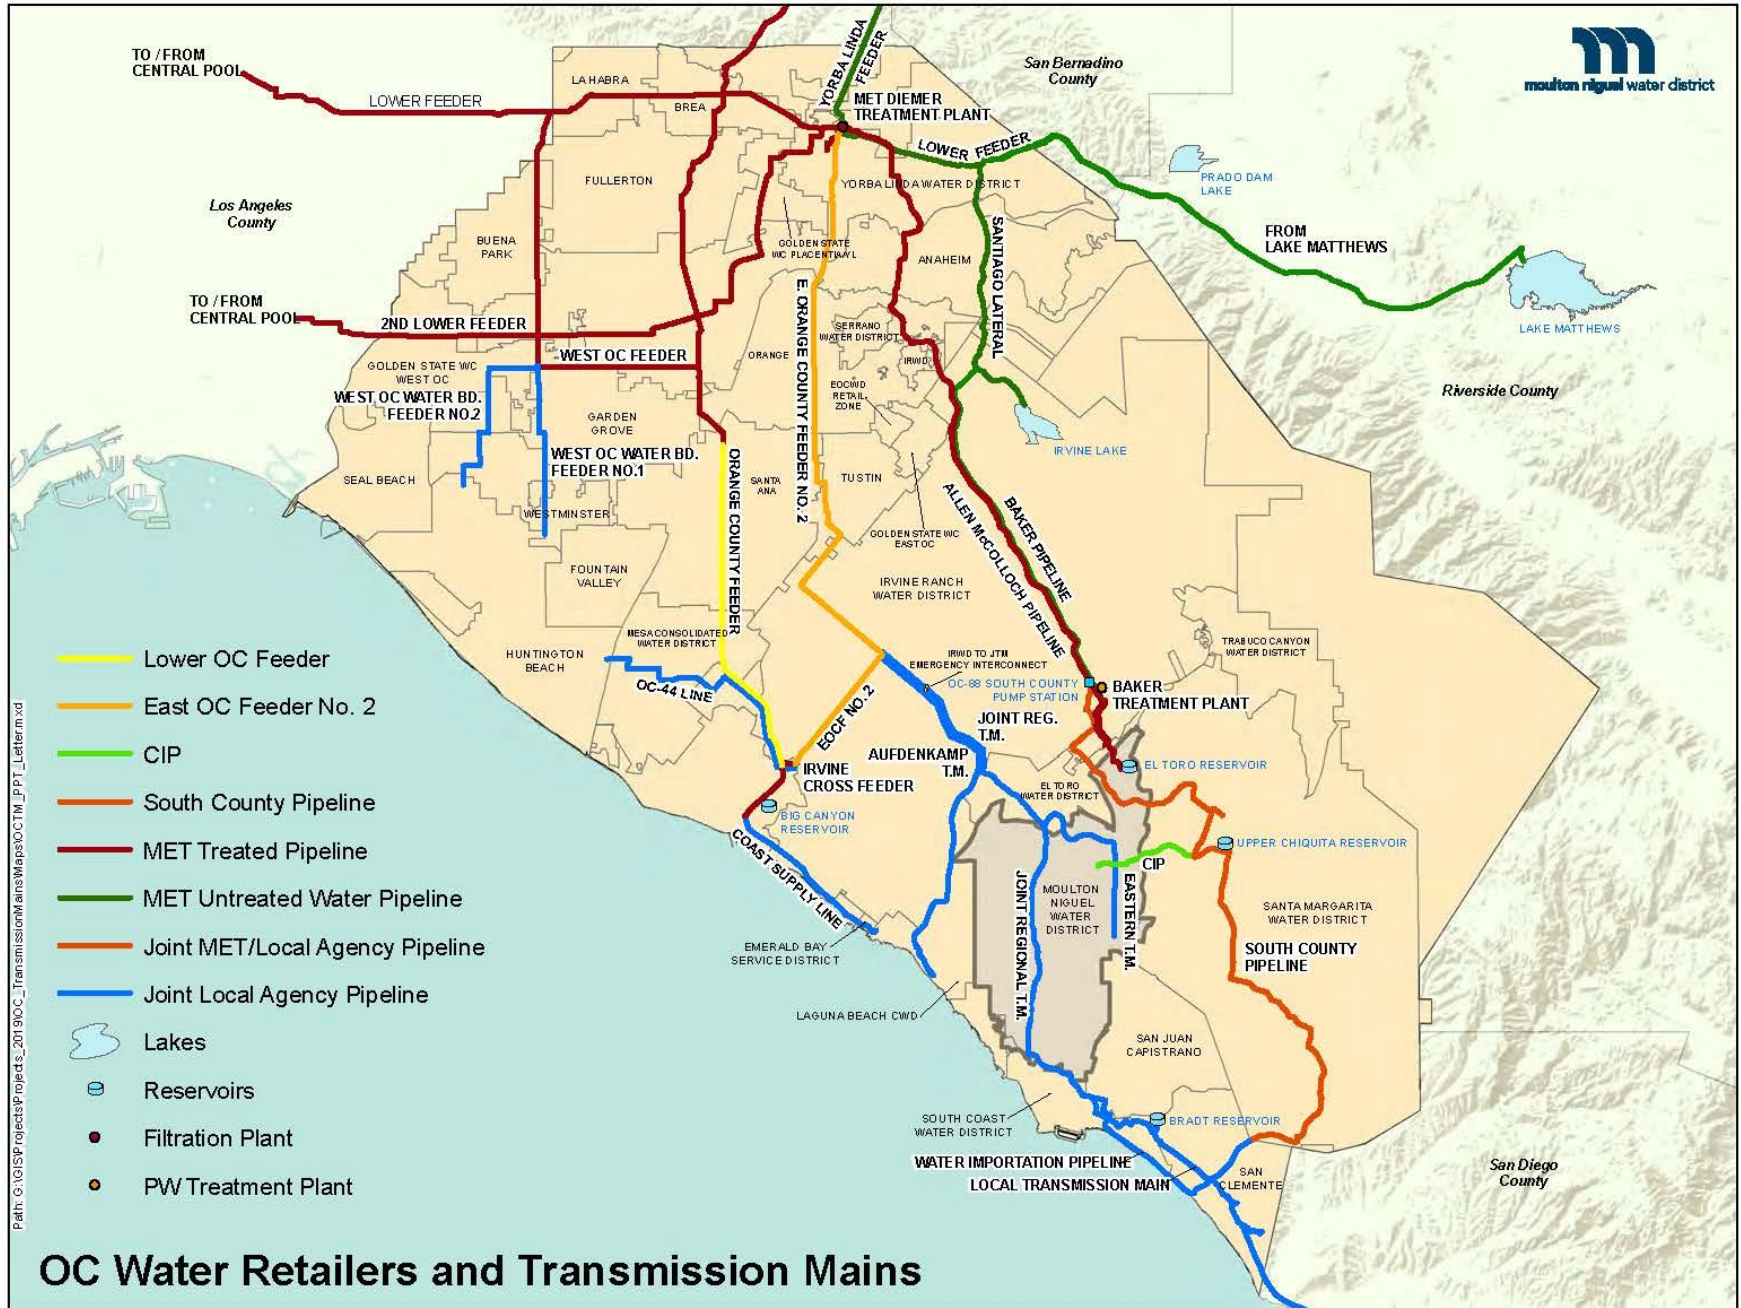 TO / FROM
CENTRAL POOL
LOWER FEEDER
LA HABRA
BREA
YORBA LINDA
FEEDER
MET DIEMER
TREATMENT PLANT
San Bernadino
County
moulton niguel water district
LOWER FEEDER
PRADO DAM
LAKE
FULLERTON
YORBA LINDA WATER DISTRICT
Los Angeles
County
BUENA
PARK
GOLDEN STATE
WC PLACENTIA/YL
ANAHEIM
SANTIAGO LATERAL
FROM
LAKE MATTHEWS
LAKE MATTHEWS
TO / FROM
CENTRAL POOL
2ND LOWER FEEDER
E. ORANGE COUNTY FEEDER NO. 2
SERRANO
WATER DISTRICT
WEST OC FEEDER
ORANGE
IRWD
GOLDEN STATE WC
WEST OC
WEST OC WATER BD.
FEEDER NO.2
EOCWD
RETAIL
ZONE
Riverside County
GARDEN
GROVE
IRVINE LAKE
WEST OC WATER BD.
FEEDER NO.1
ORANGE COUNTY FEEDER
SEAL BEACH
SANTA
ANA
TUSTIN
WESTMINSTER
ALLEN McCOLLOCH PIPELINE
BAKER PIPELINE
GOLDEN STATE WC
EAST OC
FOUNTAIN
VALLEY
IRVINE RANCH
WATER DISTRICT
MESA CONSOLIDATED
WATER DISTRICT
HUNTINGTON
BEACH
TRABUCO CANYON
WATER DISTRICT
IRWD TO JTM
EMERGENCY INTERCONNECT
OC-88 SOUTH COUNTY
PUMP STATION
BAKER
TREATMENT PLANT
OC-44 LINE
EOCF NO. 2
JOINT REG.
T.M.
AUFDENKAMP
T.M.
IRVINE
CROSS FEEDER
EL TORO RESERVOIR
EL TORO
WATER DISTRICT
BIG CANYON
RESERVOIR
COAST SUPPLY LINE
UPPER CHIQUITA RESERVOIR
CIP
JOINT REGIONAL T.M.
MOULTON
NIGUEL
WATER
DISTRICT
EASTERN T.M.
SANTA MARGARITA
WATER DISTRICT
EMERALD BAY
SERVICE DISTRICT
SOUTH COUNTY
PIPELINE
LAGUNA BEACH CWD
SAN JUAN
CAPISTRANO
SOUTH COAST
WATER DISTRICT
BRADT RESERVOIR
WATER IMPORTATION PIPELINE
LOCAL TRANSMISSION MAIN
SAN
CLEMENTE
San Diego
County
Lower OC Feeder
East OC Feeder No. 2
CIP
South County Pipeline
MET Treated Pipeline
MET Untreated Water Pipeline
Joint MET/Local Agency Pipeline
Joint Local Agency Pipeline
Lakes
Reservoirs
Filtration Plant
PW Treatment Plant
Path: G:\GIS\Projects\Projects_2019\OC_TransmissionMains\Maps\OCTM_PPT_Letter.mxd
OC Water Retailers and Transmission Mains